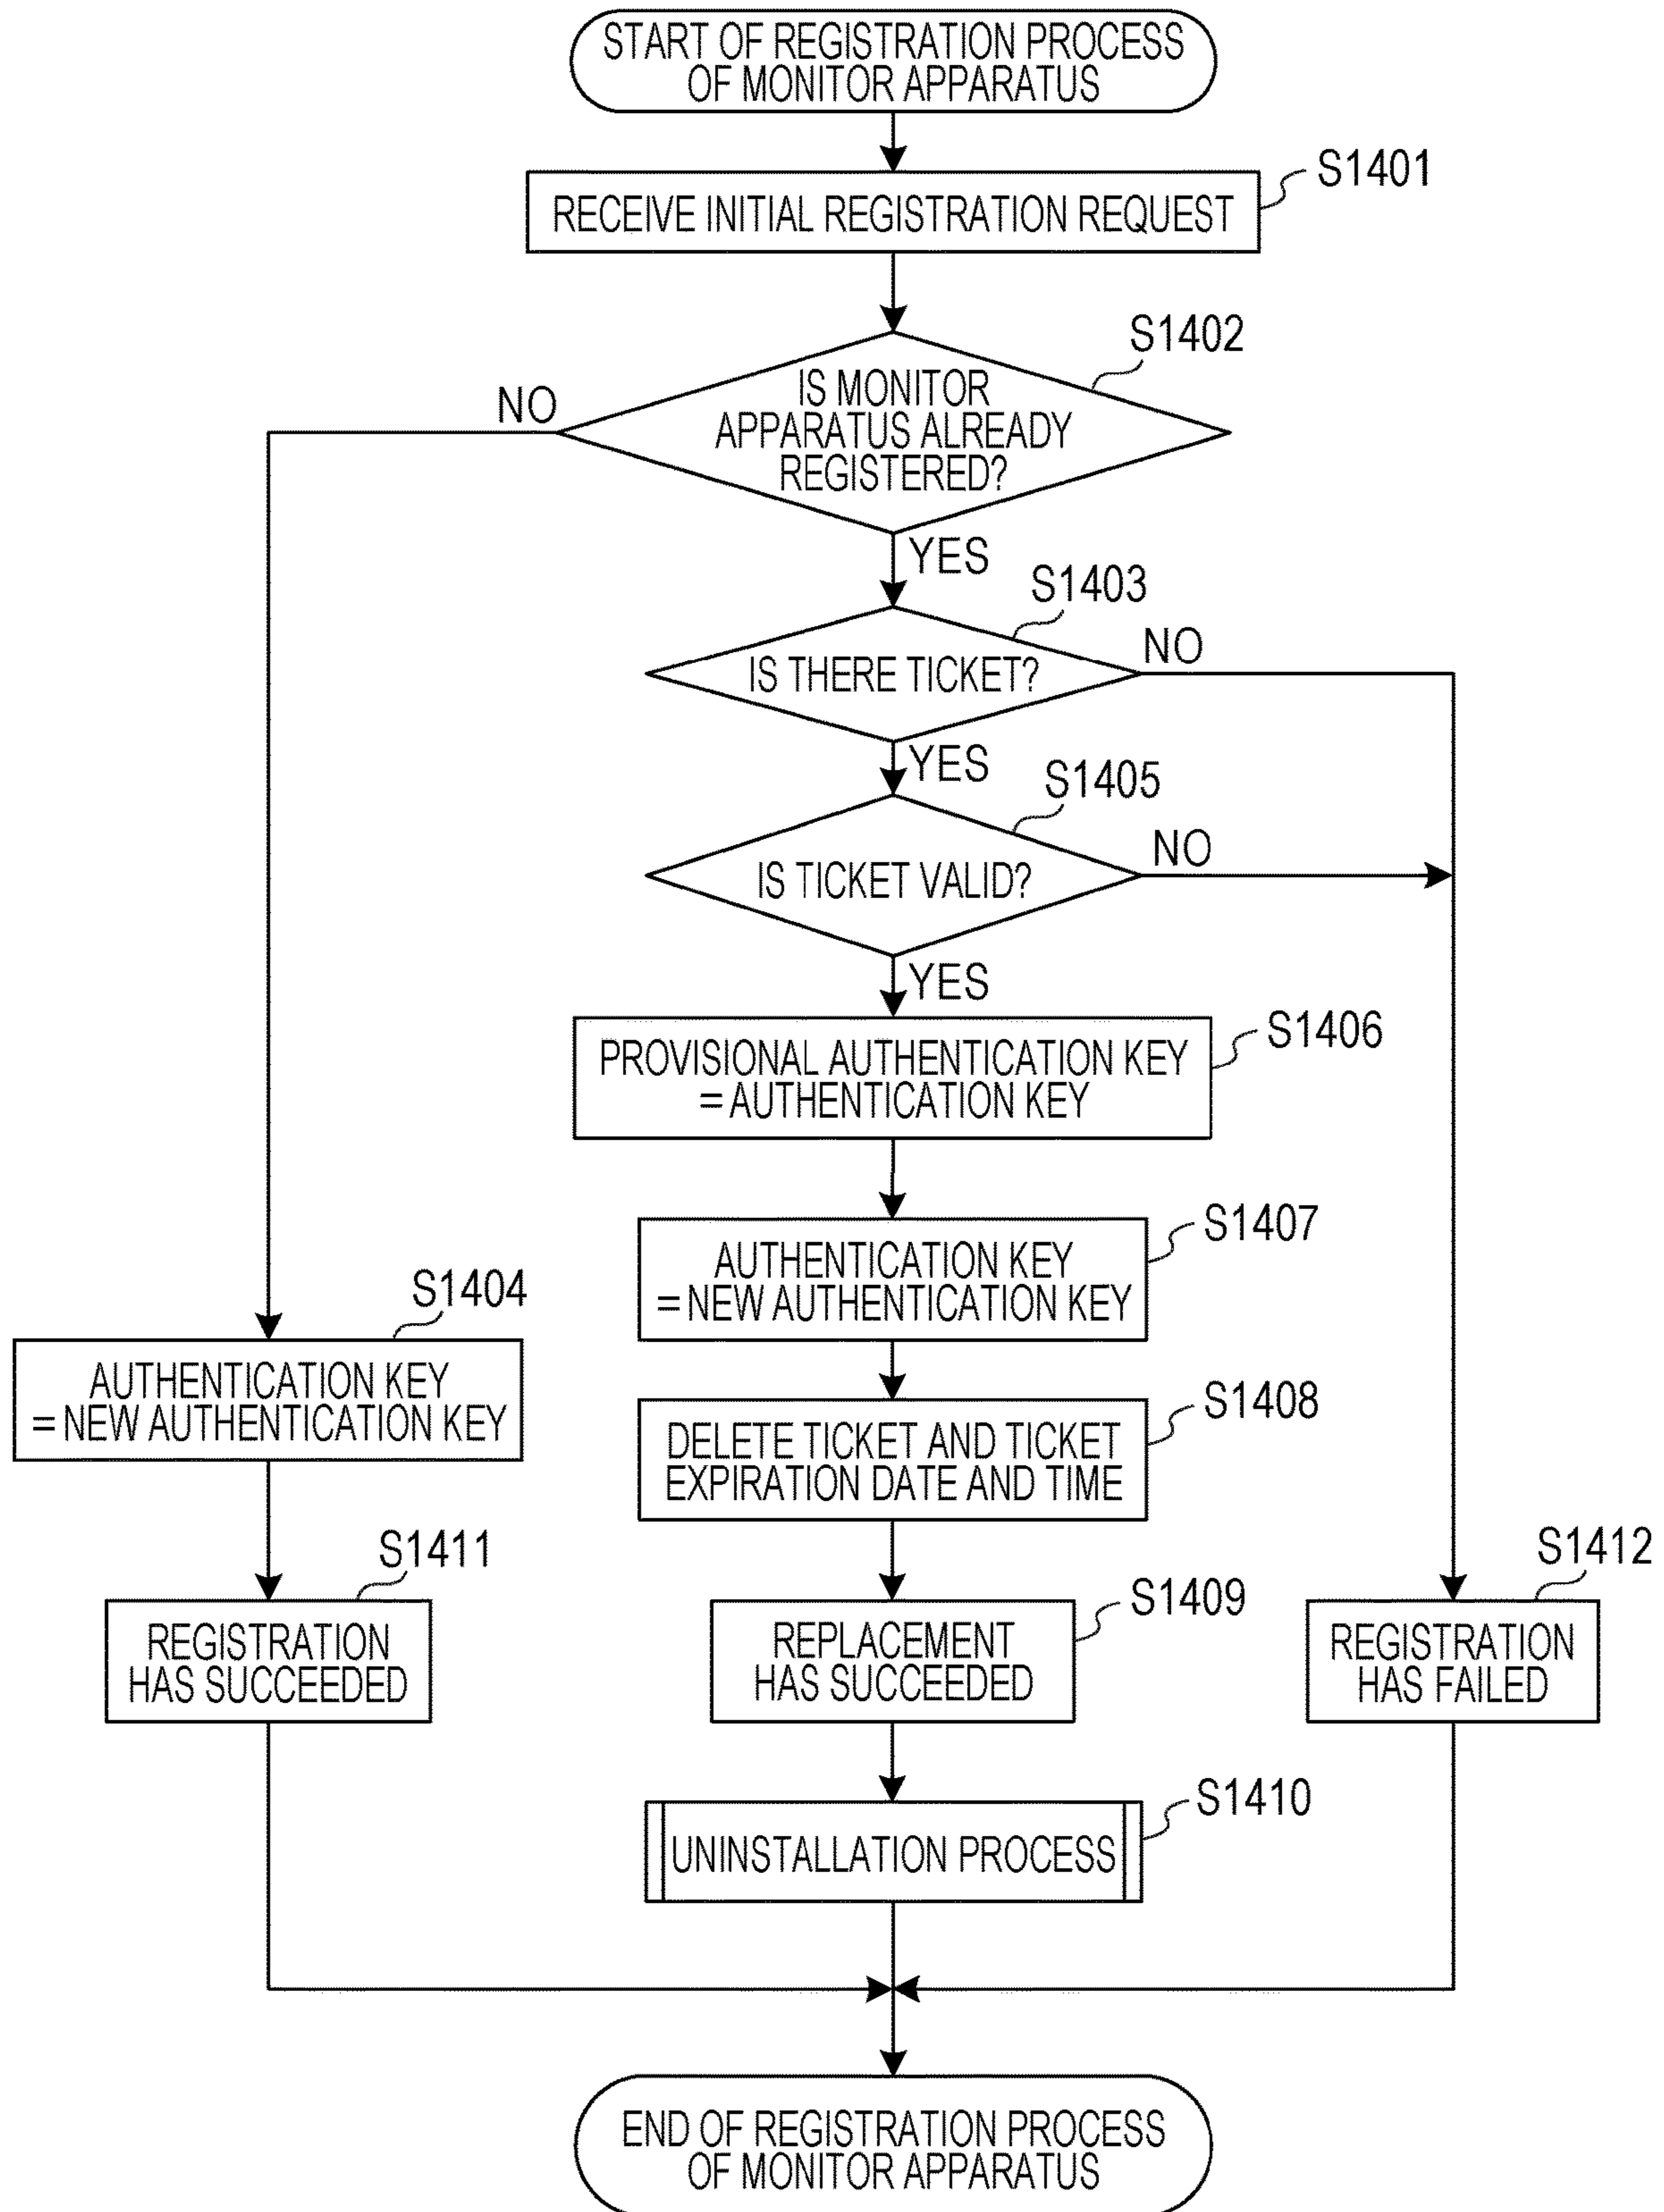 START OF REGISTRATION PROCESS
OF MONITOR APPARATUS
S1401
RECEIVE INITIAL REGISTRATION REQUEST
S1402
IS MONITOR
APPARATUS ALREADY
REGISTERED?
NO
YES
S1403
IS THERE TICKET?
NO
YES
S1405
IS TICKET VALID?
NO
YES
S1406
PROVISIONAL AUTHENTICATION KEY
= AUTHENTICATION KEY
S1407
AUTHENTICATION KEY
= NEW AUTHENTICATION KEY
S1404
AUTHENTICATION KEY
= NEW AUTHENTICATION KEY
S1408
DELETE TICKET AND TICKET
EXPIRATION DATE AND TIME
S1411
REGISTRATION
HAS SUCCEEDED
S1409
REPLACEMENT
HAS SUCCEEDED
S1412
REGISTRATION
HAS FAILED
S1410
UNINSTALLATION PROCESS
END OF REGISTRATION PROCESS
OF MONITOR APPARATUS